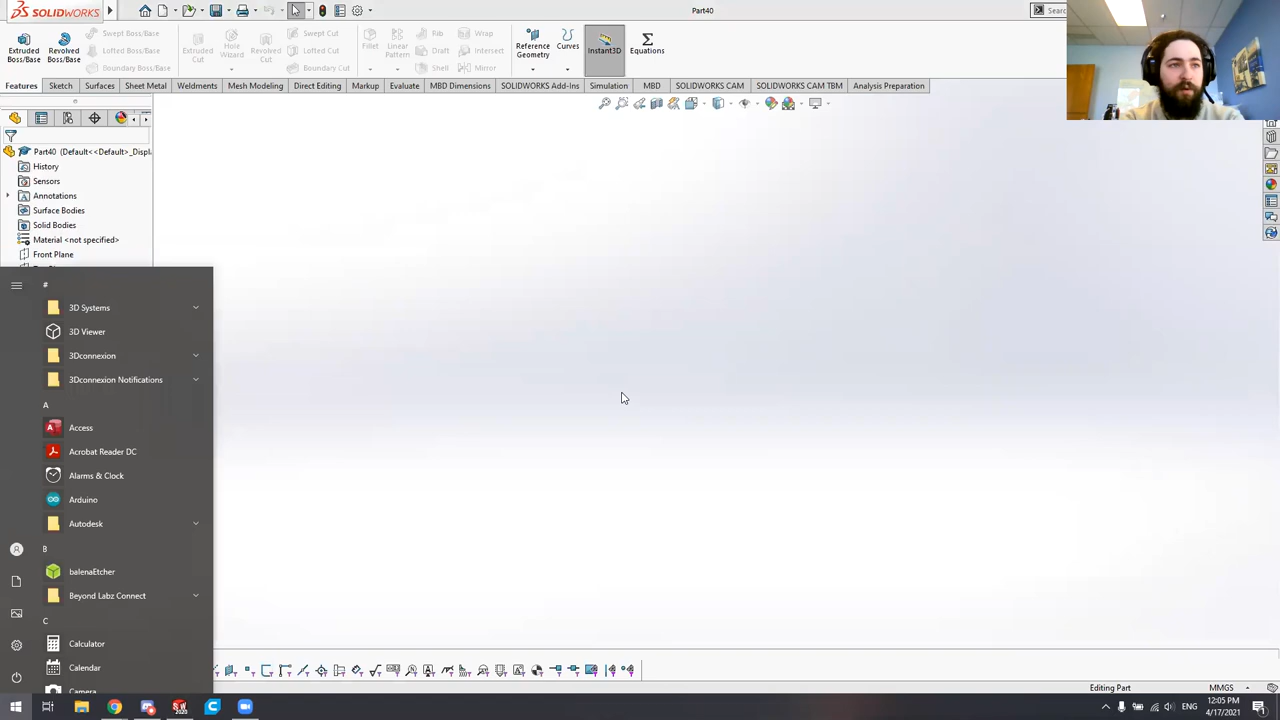 SOLIDWORKS
Part40
Sear
Extruded Boss/Base
Revolved Boss/Base
Swept Boss/Base
Lofted Boss/Base
Boundary Boss/Base
Extruded Cut
Hole Wizard
Revolved Cut
Swept Cut
Lofted Cut
Boundary Cut
Fillet
Linear Pattern
Rib
Draft
Shell
Wrap
Intersect
Mirror
Reference Geometry
Curves
Instant3D
Equations
Features
Sketch
Surfaces
Sheet Metal
Weldments
Mesh Modeling
Direct Editing
Markup
Evaluate
MBD Dimensions
SOLIDWORKS Add-Ins
Simulation
MBD
SOLIDWORKS CAM
SOLIDWORKS CAM TBM
Analysis Preparation
Part40 (Default<<Default>_Displ
History
Sensors
Annotations
Surface Bodies
Solid Bodies
Material <not specified>
Front Plane
#
3D Systems
3D Viewer
3Dconnexion
3Dconnexion Notifications
A
Access
Acrobat Reader DC
Alarms & Clock
Arduino
Autodesk
B
balenaEtcher
Beyond Labz Connect
C
Calculator
Calendar
Camera
Editing Part
MMGS
ENG
12:05 PM
4/17/2021